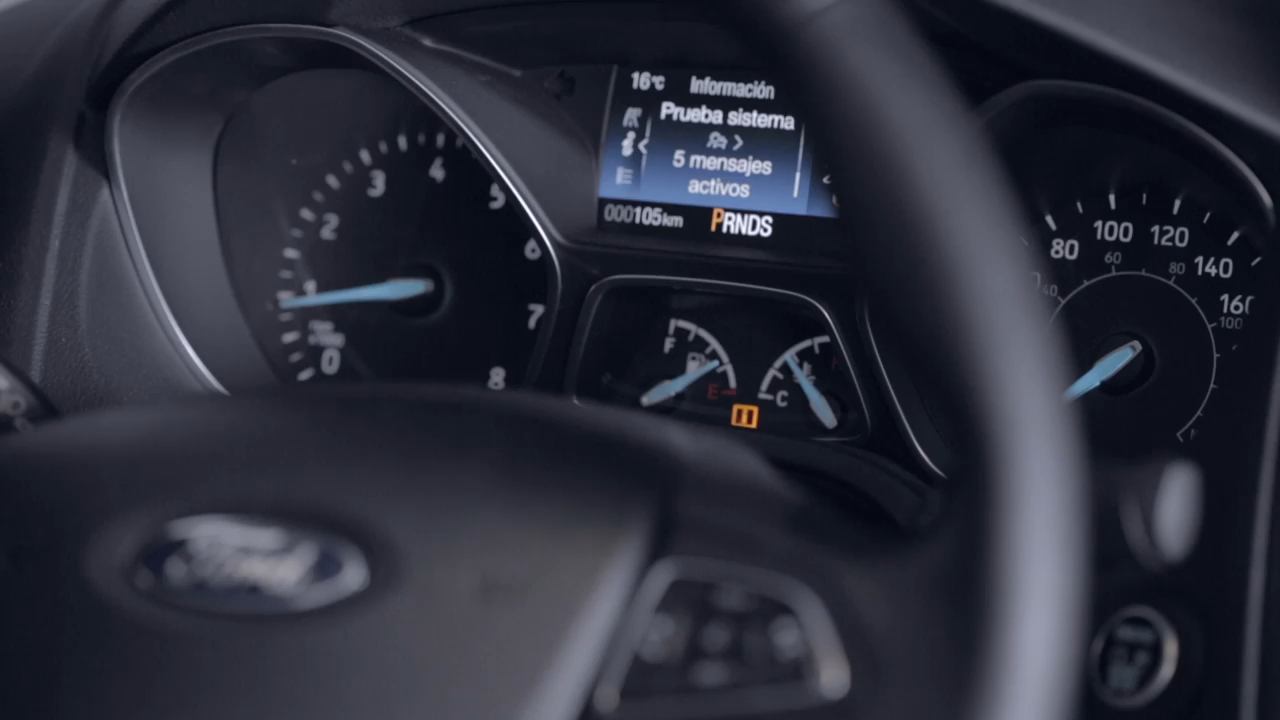 16°C Información
Prueba sistema
5 mensajes
activos
000105km PRNDS
0
1
2
3
4
5
6
7
8
F
E
C
80
100
120
140
40
60
80
100
Ford